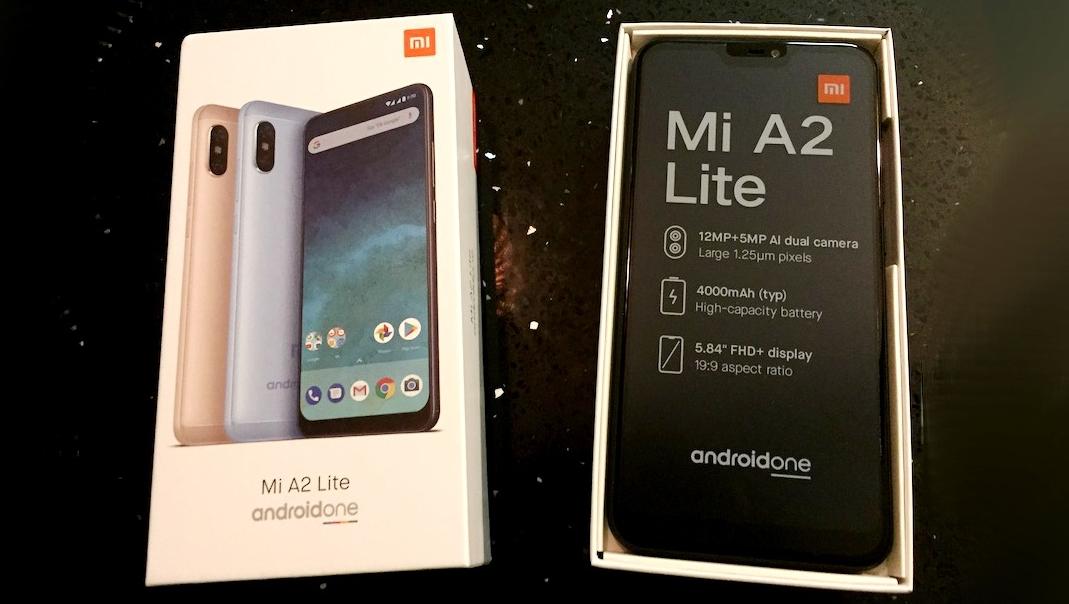 mi
Mi A2 Lite
androidone
mi
Mi A2
Lite
12MP+5MP AI dual camera
Large 1.25µm pixels
4000mAh (typ)
High-capacity battery
5.84" FHD+ display
19:9 aspect ratio
androidone